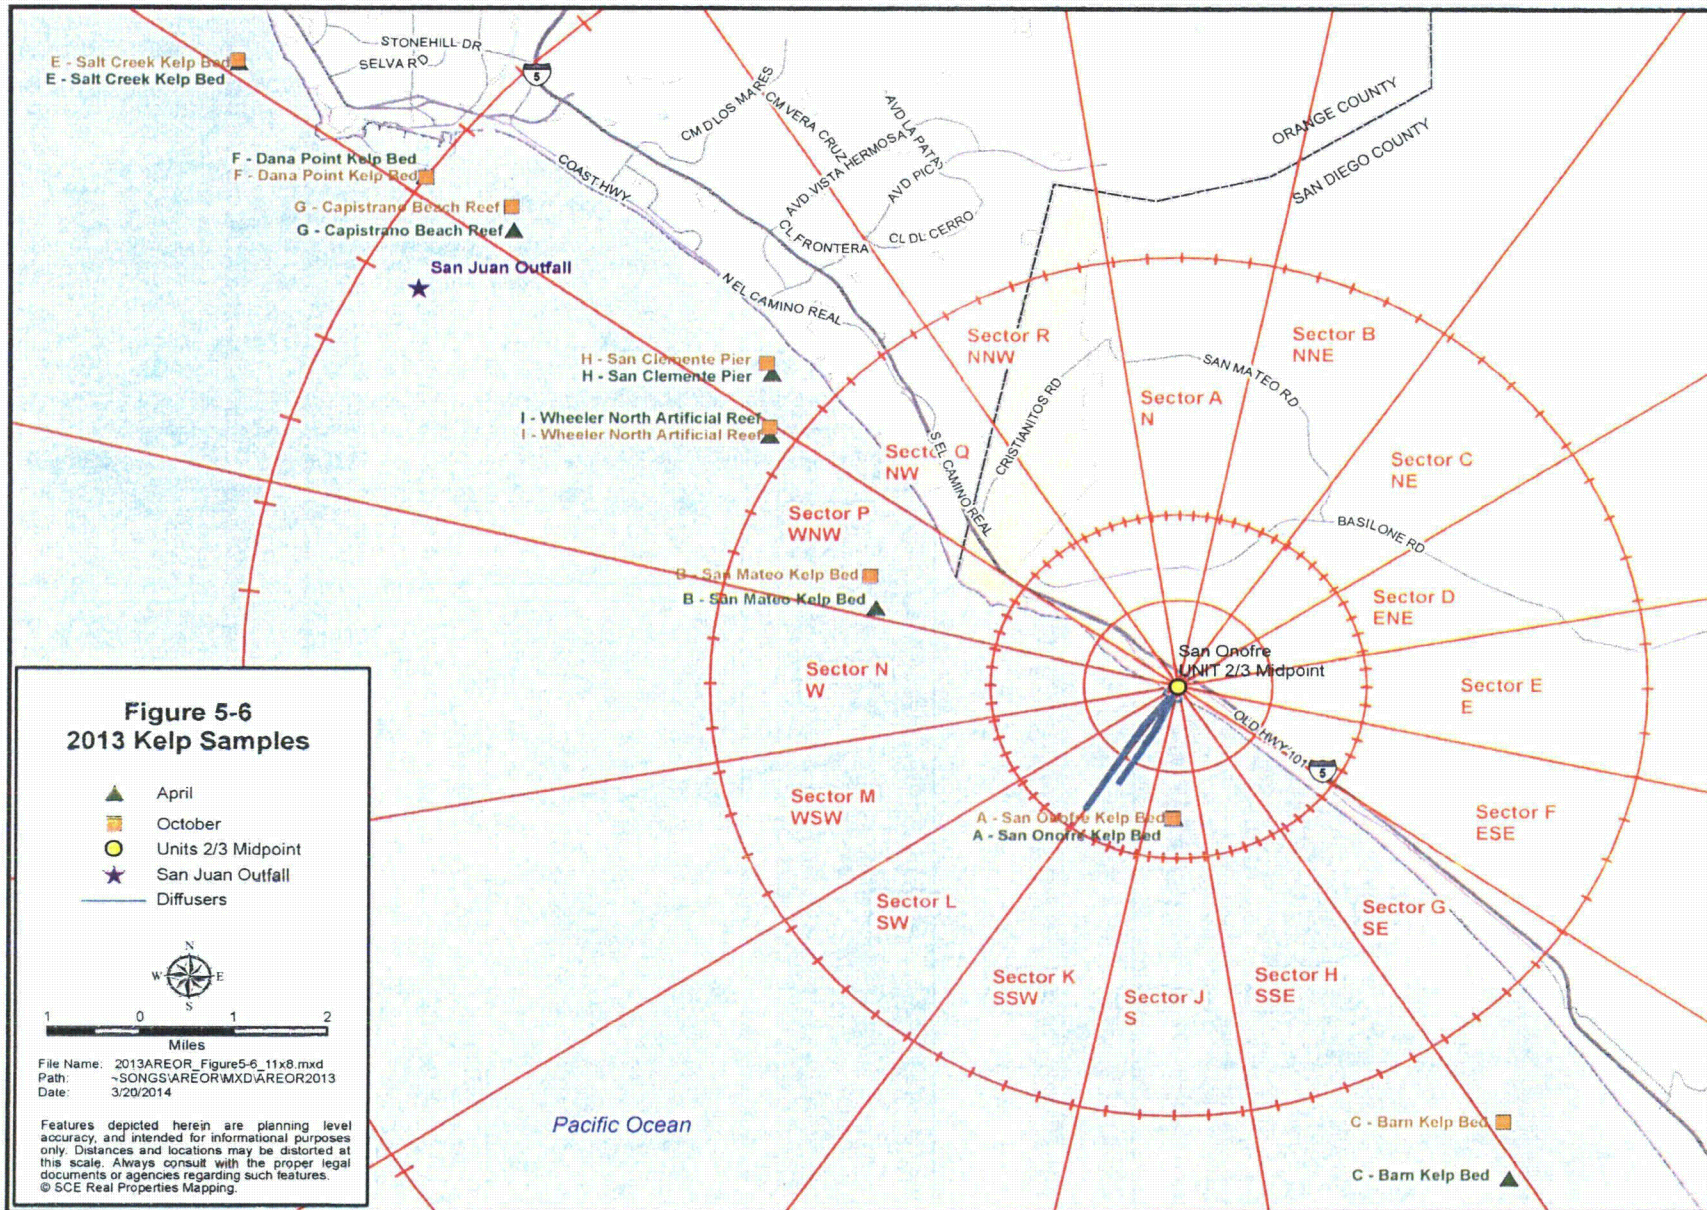 STONEHILL DR
SELVA RD
5
E - Salt Creek Kelp Bed
E - Salt Creek Kelp Bed
CM D LOS MARES
CM VERA CRUZ
AVD LA PATA
AVD VISTA HERMOSA
AVD PICO
ORANGE COUNTY
SAN DIEGO COUNTY
F - Dana Point Kelp Bed
F - Dana Point Kelp Bed
COAST HWY
G - Capistrano Beach Reef
G - Capistrano Beach Reef
CL FRONTERA
CL DL CERRO
San Juan Outfall
N EL CAMINO REAL
Sector R
NNW
Sector B
NNE
H - San Clemente Pier
H - San Clemente Pier
CRISTIANITOS RD
SAN MATEO RD
Sector A
N
I - Wheeler North Artificial Reef
I - Wheeler North Artificial Reef
Sector Q
NW
S EL CAMINO REAL
Sector C
NE
Sector P
WNW
BASILONE RD
B - San Mateo Kelp Bed
B - San Mateo Kelp Bed
Sector D
ENE
San Onofre
UNIT 2/3 Midpoint
Sector N
W
Sector E
E
OLD HWY 101
5
Sector M
WSW
Sector F
ESE
A - San Onofre Kelp Bed
A - San Onofre Kelp Bed
Sector L
SW
Sector G
SE
Sector K
SSW
Sector J
S
Sector H
SSE
Pacific Ocean
C - Barn Kelp Bed
C - Barn Kelp Bed
Figure 5-6
2013 Kelp Samples
April
October
Units 2/3 Midpoint
San Juan Outfall
Diffusers
N
W E
S
1 0 1 2
Miles
File Name: 2013AREOR_Figure5-6_11x8.mxd
Path: ~SONGS\AREOR\MXD\AREOR2013
Date: 3/20/2014
Features depicted herein are planning level
accuracy, and intended for informational purposes
only. Distances and locations may be distorted at
this scale. Always consult with the proper legal
documents or agencies regarding such features.
© SCE Real Properties Mapping.